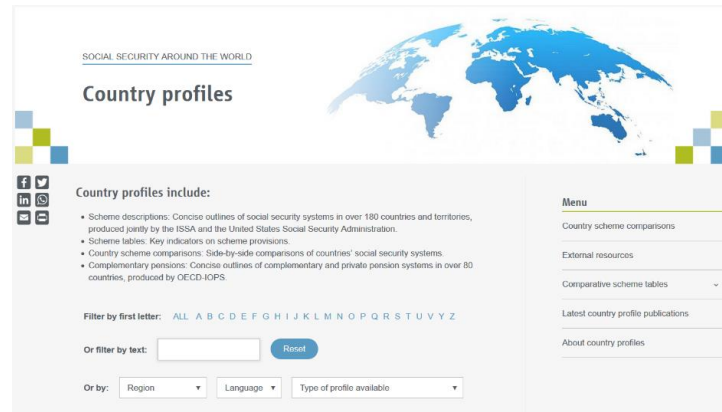 SOCIAL SECURITY AROUND THE WORLD
Country profiles
Country profiles include:
Scheme descriptions: Concise outlines of social security systems in over 180 countries and territories,
produced jointly by the ISSA and the United States Social Security Administration.
Scheme tables: Key indicators on scheme provisions.
Country scheme comparisons: Side-by-side comparisons of countries' social security systems.
Complementary pensions: Concise outlines of complementary and private pension systems in over 80
countries, produced by OECD-IOPS.
Filter by first letter: ALL A B C D E F G H I J K L M N O P Q R S T U V Y Z
Or filter by text: Reset
Or by: Region Language Type of profile available
Menu
Country scheme comparisons
External resources
Comparative scheme tables
Latest country profile publications
About country profiles